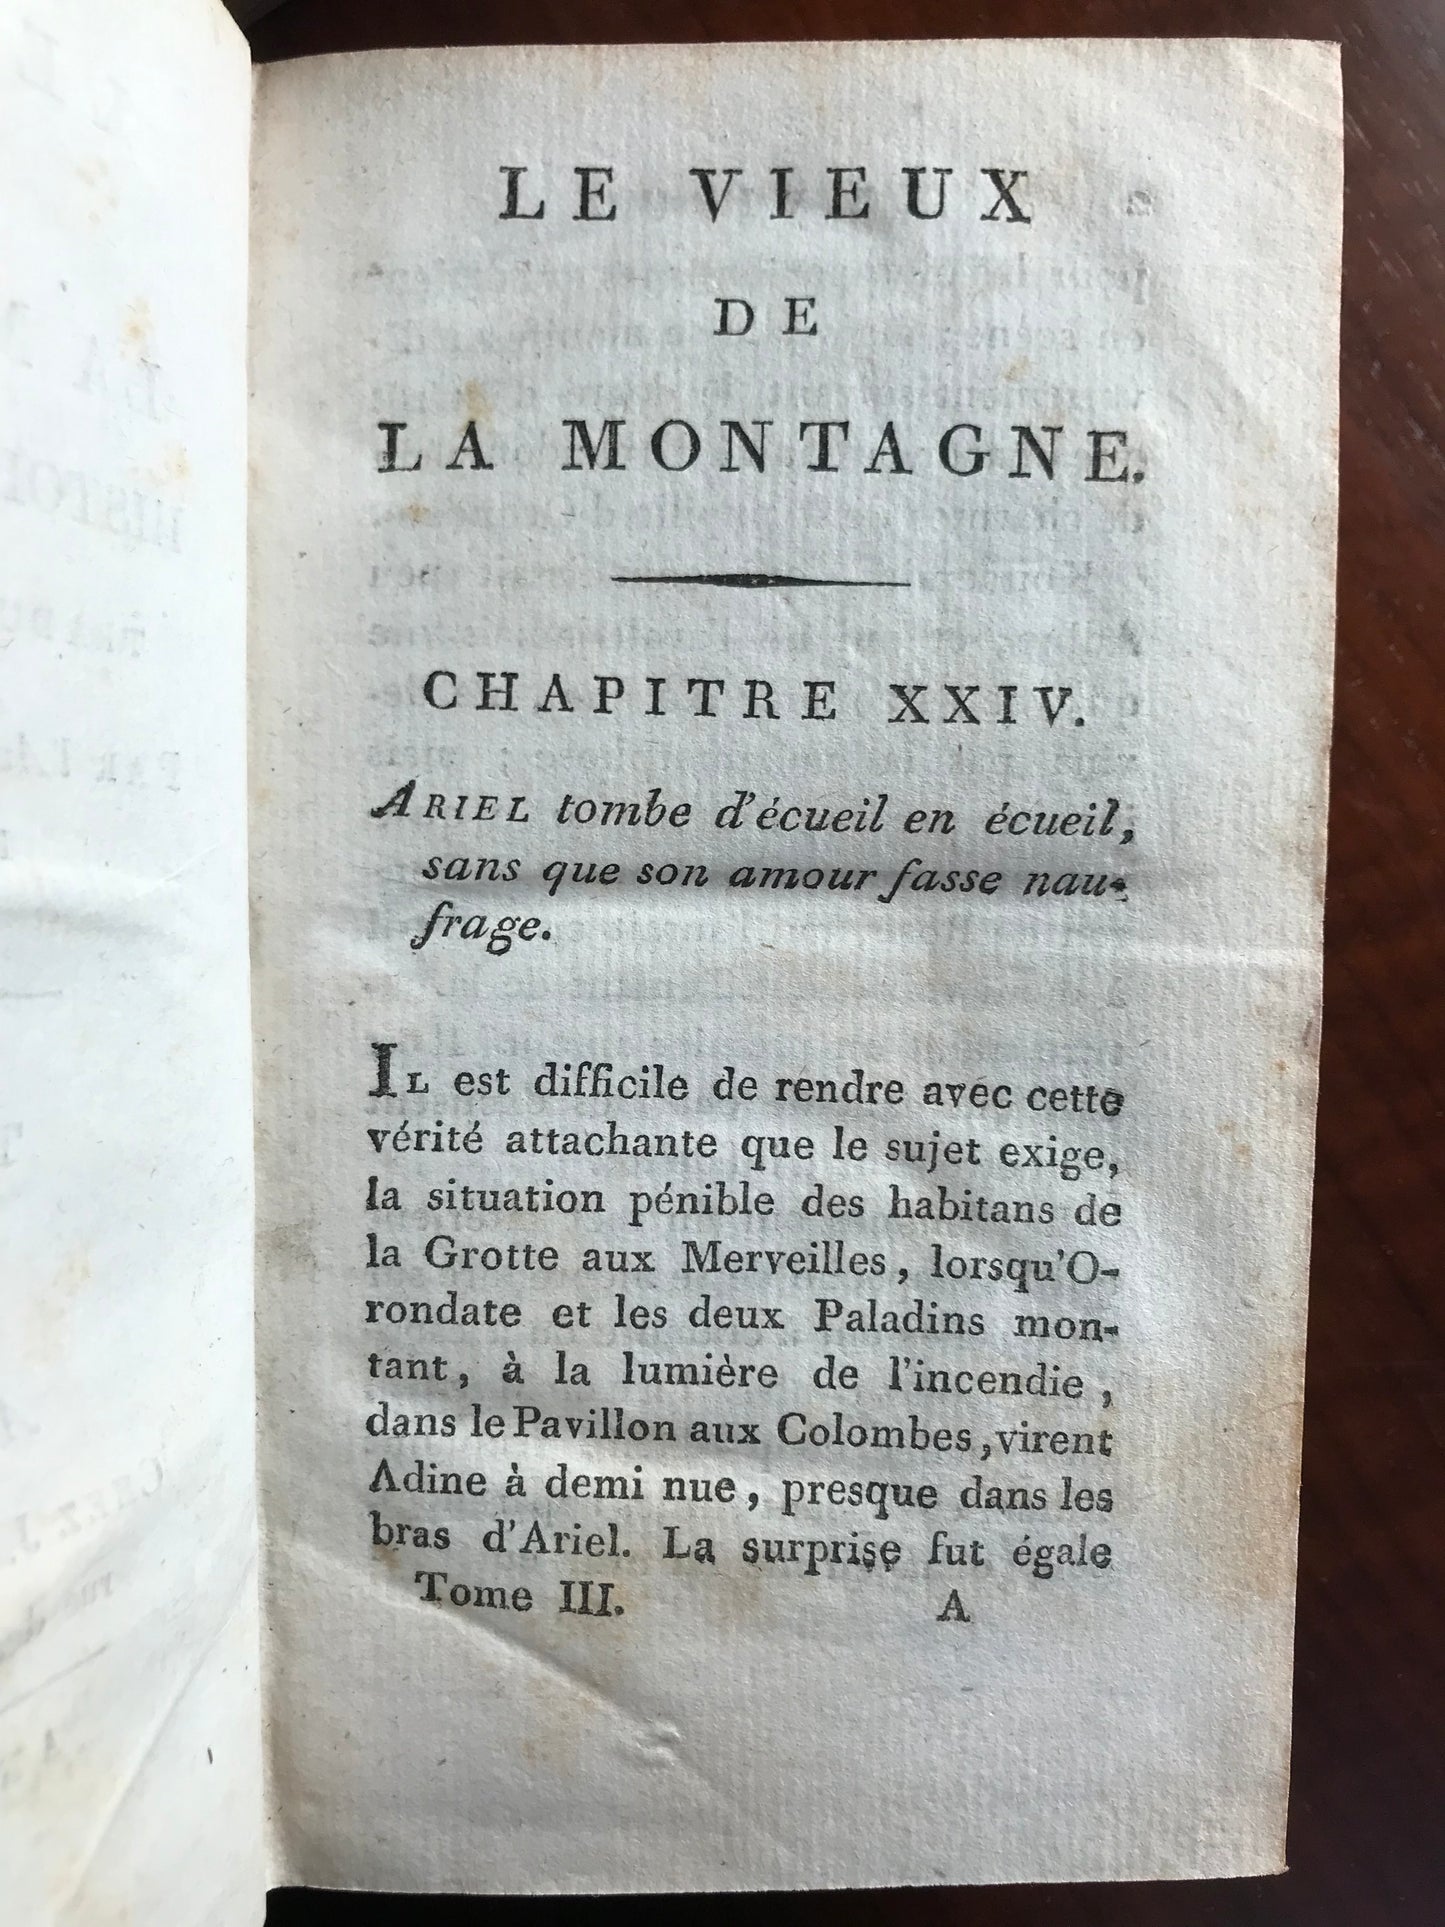 LE VIEUX
DE
LA MONTAGNE.
CHAPITRE XXIV.
ARIEL tombe d'écueil en écueil,
sans que son amour fasse nau-
frage.
IL est difficile de rendre avec cette
vérité attachante que le sujet exige,
la situation pénible des habitans de
la Grotte aux Merveilles, lorsqu'O-
rondate et les deux Paladins mon-
tant, à la lumière de l'incendie,
dans le Pavillon aux Colombes, virent
Adine à demi nue, presque dans les
bras d'Ariel. La surprise fut égale
Tome III. A